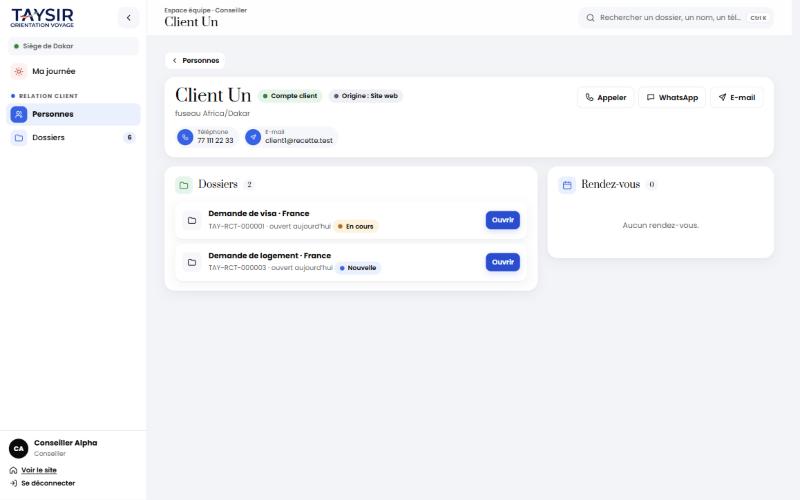 TAYSIR
ORIENTATION VOYAGE
Siège de Dakar
Ma journée
RELATION CLIENT
Personnes
Dossiers 6
Espace équipe · Conseiller
Client Un
Rechercher un dossier, un nom, un tél... Ctrl K
Personnes
Client Un Compte client Origine : Site web
fuseau Africa/Dakar
Téléphone
77 111 22 33
E-mail
client1@recette.test
Appeler WhatsApp E-mail
Dossiers 2
Demande de visa · France
TAY-RCT-000001 · ouvert aujourd'hui En cours
Ouvrir
Demande de logement · France
TAY-RCT-000003 · ouvert aujourd'hui Nouvelle
Ouvrir
Rendez-vous 0
Aucun rendez-vous.
CA
Conseiller Alpha
Conseiller
Voir le site
Se déconnecter